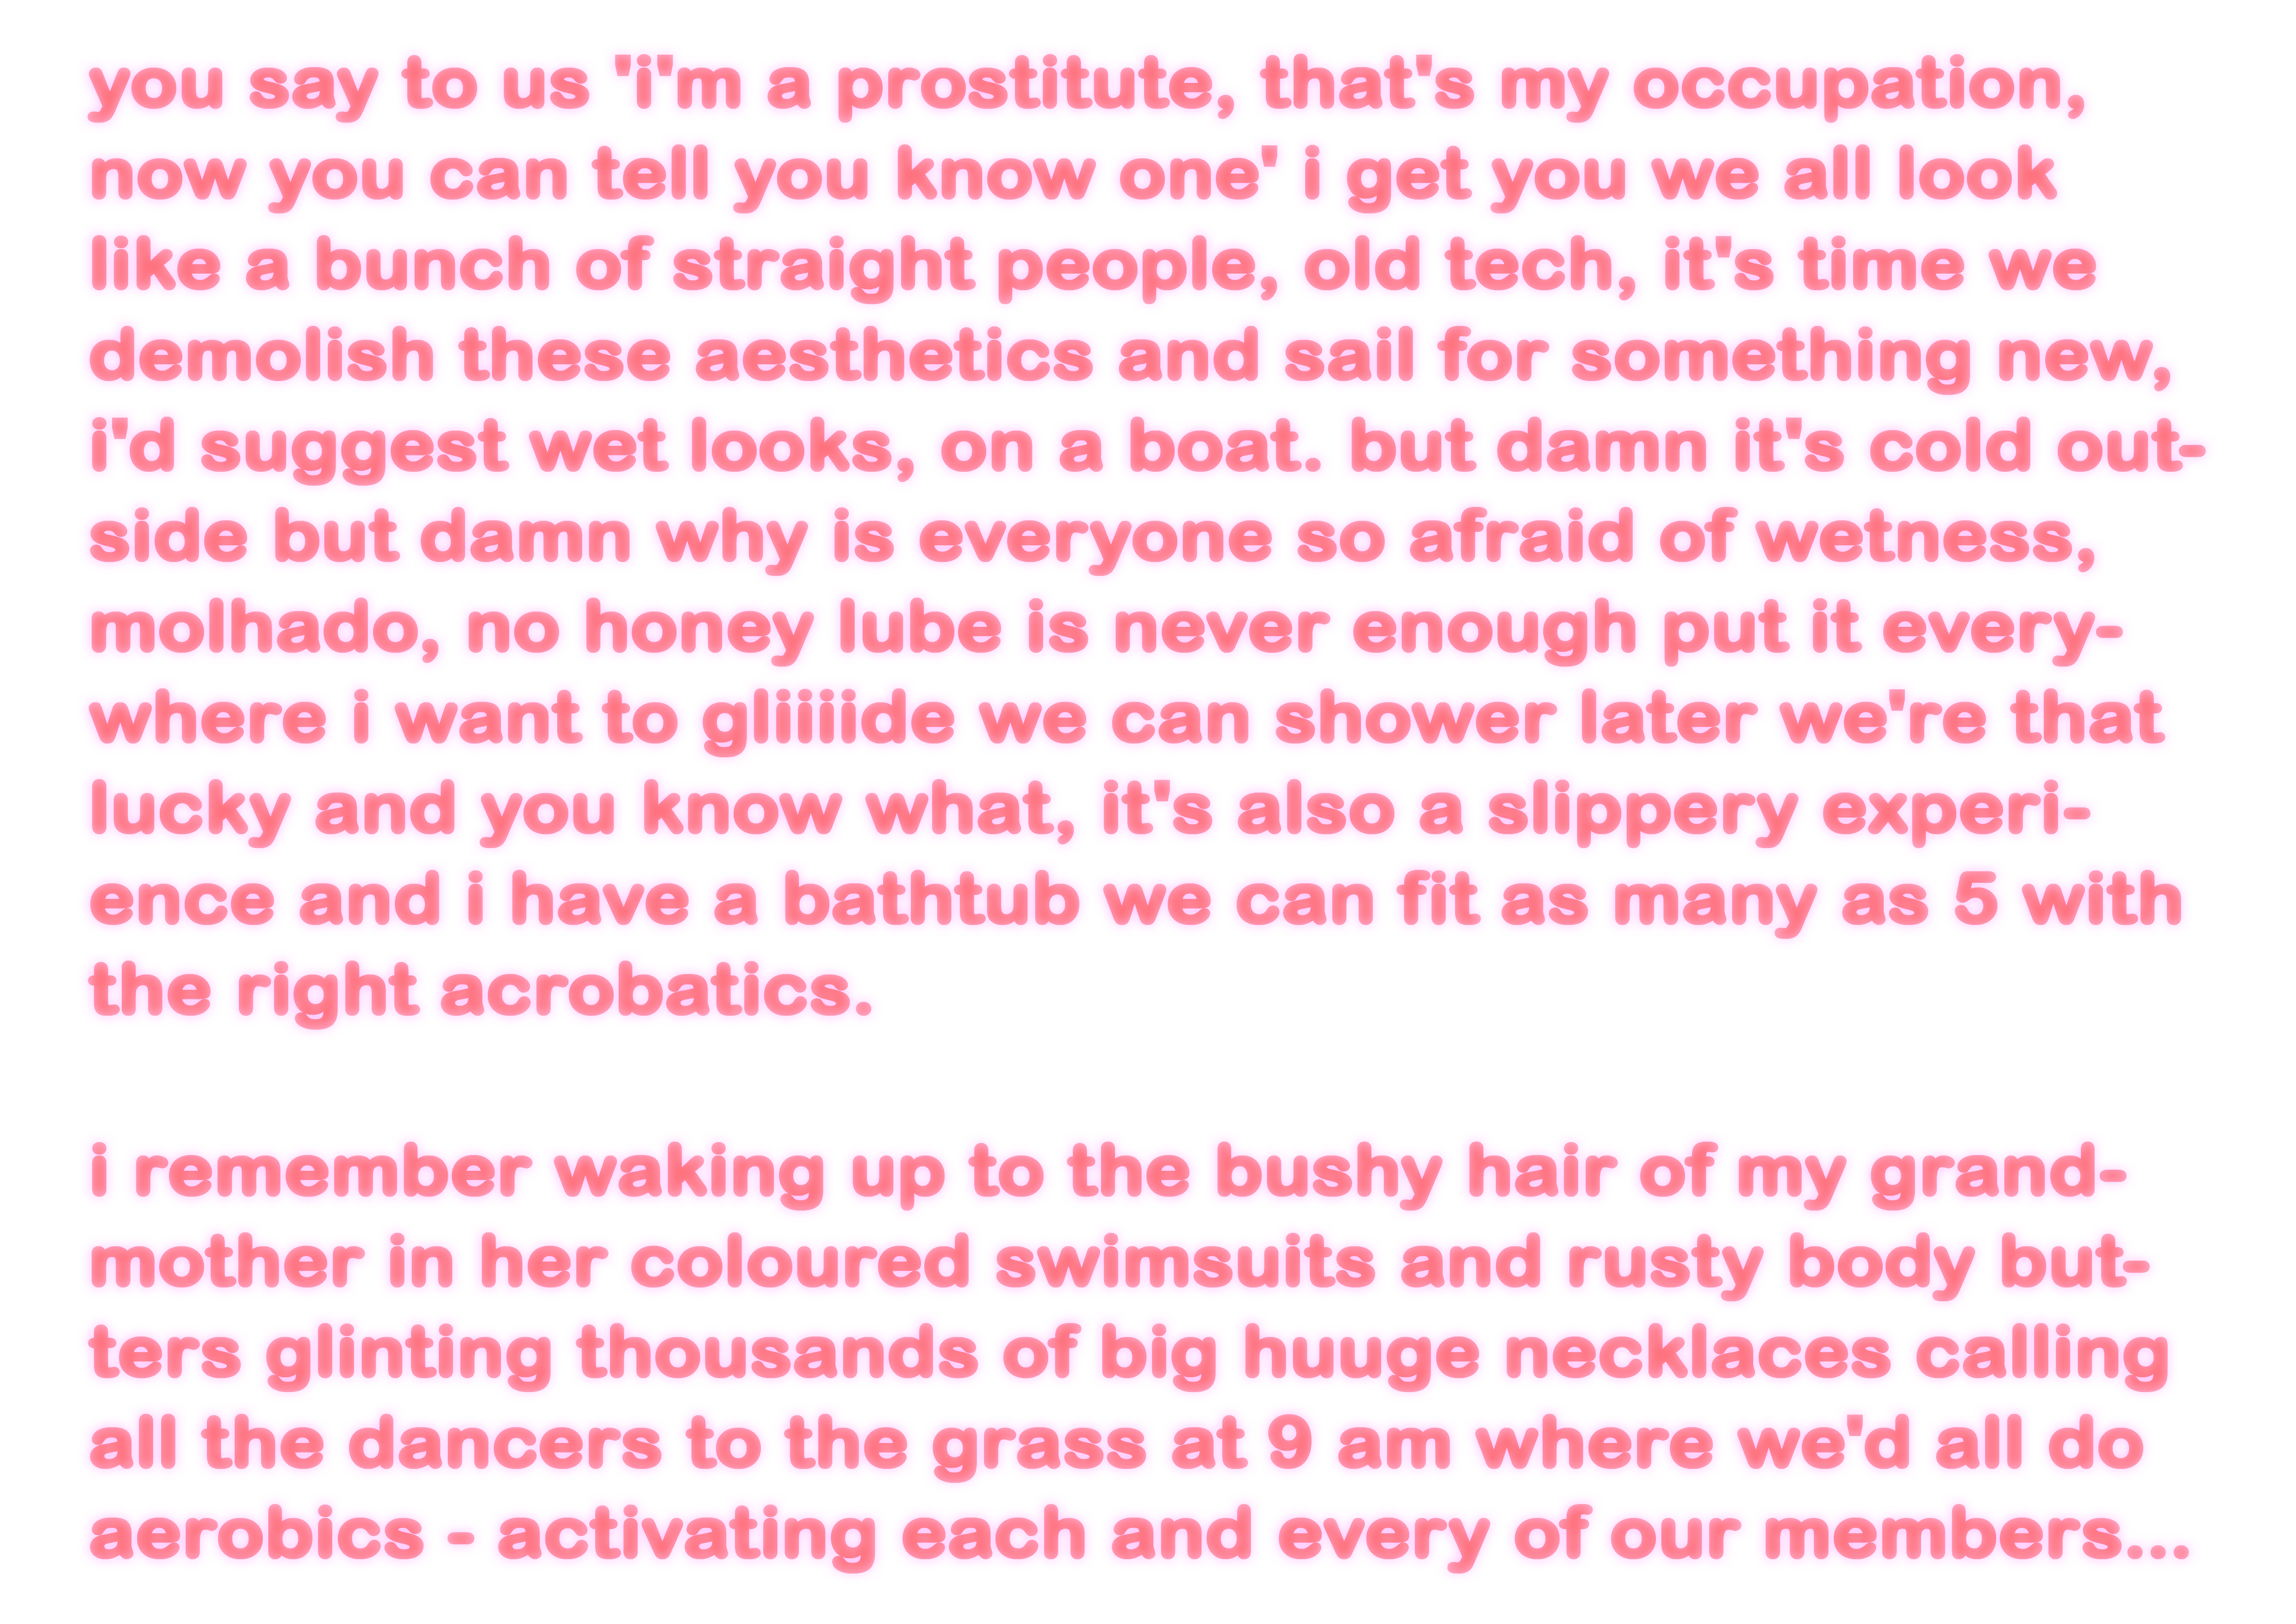 you say to us 'i'm a prostitute, that's my occupation,
now you can tell you know one' i get you we all look
like a bunch of straight people, old tech, it's time we
demolish these aesthetics and sail for something new,
i'd suggest wet looks, on a boat. but damn it's cold out-
side but damn why is everyone so afraid of wetness,
molhado, no honey lube is never enough put it every-
where i want to gliiiide we can shower later we're that
lucky and you know what, it's also a slippery experi-
ence and i have a bathtub we can fit as many as 5 with
the right acrobatics.
i remember waking up to the bushy hair of my grand-
mother in her coloured swimsuits and rusty body but-
ters glinting thousands of big huuge necklaces calling
all the dancers to the grass at 9 am where we'd all do
aerobics - activating each and every of our members...